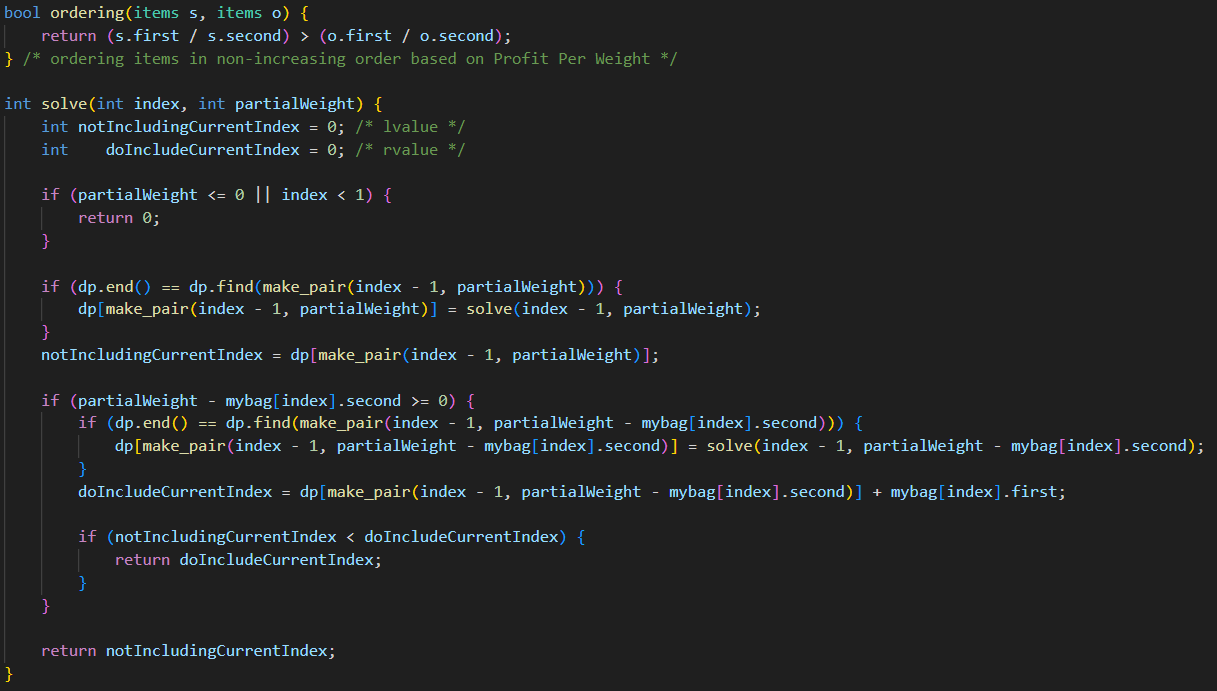 bool ordering(items s, items o) {
    return (s.first / s.second) > (o.first / o.second);
} /* ordering items in non-increasing order based on Profit Per Weight */

int solve(int index, int partialWeight) {
    int notIncludingCurrentIndex = 0; /* lvalue */
    int    doIncludeCurrentIndex = 0; /* rvalue */

    if (partialWeight <= 0 || index < 1) {
        return 0;
    }

    if (dp.end() == dp.find(make_pair(index - 1, partialWeight))) {
        dp[make_pair(index - 1, partialWeight)] = solve(index - 1, partialWeight);
    }
    notIncludingCurrentIndex = dp[make_pair(index - 1, partialWeight)];

    if (partialWeight - mybag[index].second >= 0) {
        if (dp.end() == dp.find(make_pair(index - 1, partialWeight - mybag[index].second))) {
            dp[make_pair(index - 1, partialWeight - mybag[index].second)] = solve(index - 1, partialWeight - mybag[index].second);
        }
        doIncludeCurrentIndex = dp[make_pair(index - 1, partialWeight - mybag[index].second)] + mybag[index].first;

        if (notIncludingCurrentIndex < doIncludeCurrentIndex) {
            return doIncludeCurrentIndex;
        }
    }

    return notIncludingCurrentIndex;
}